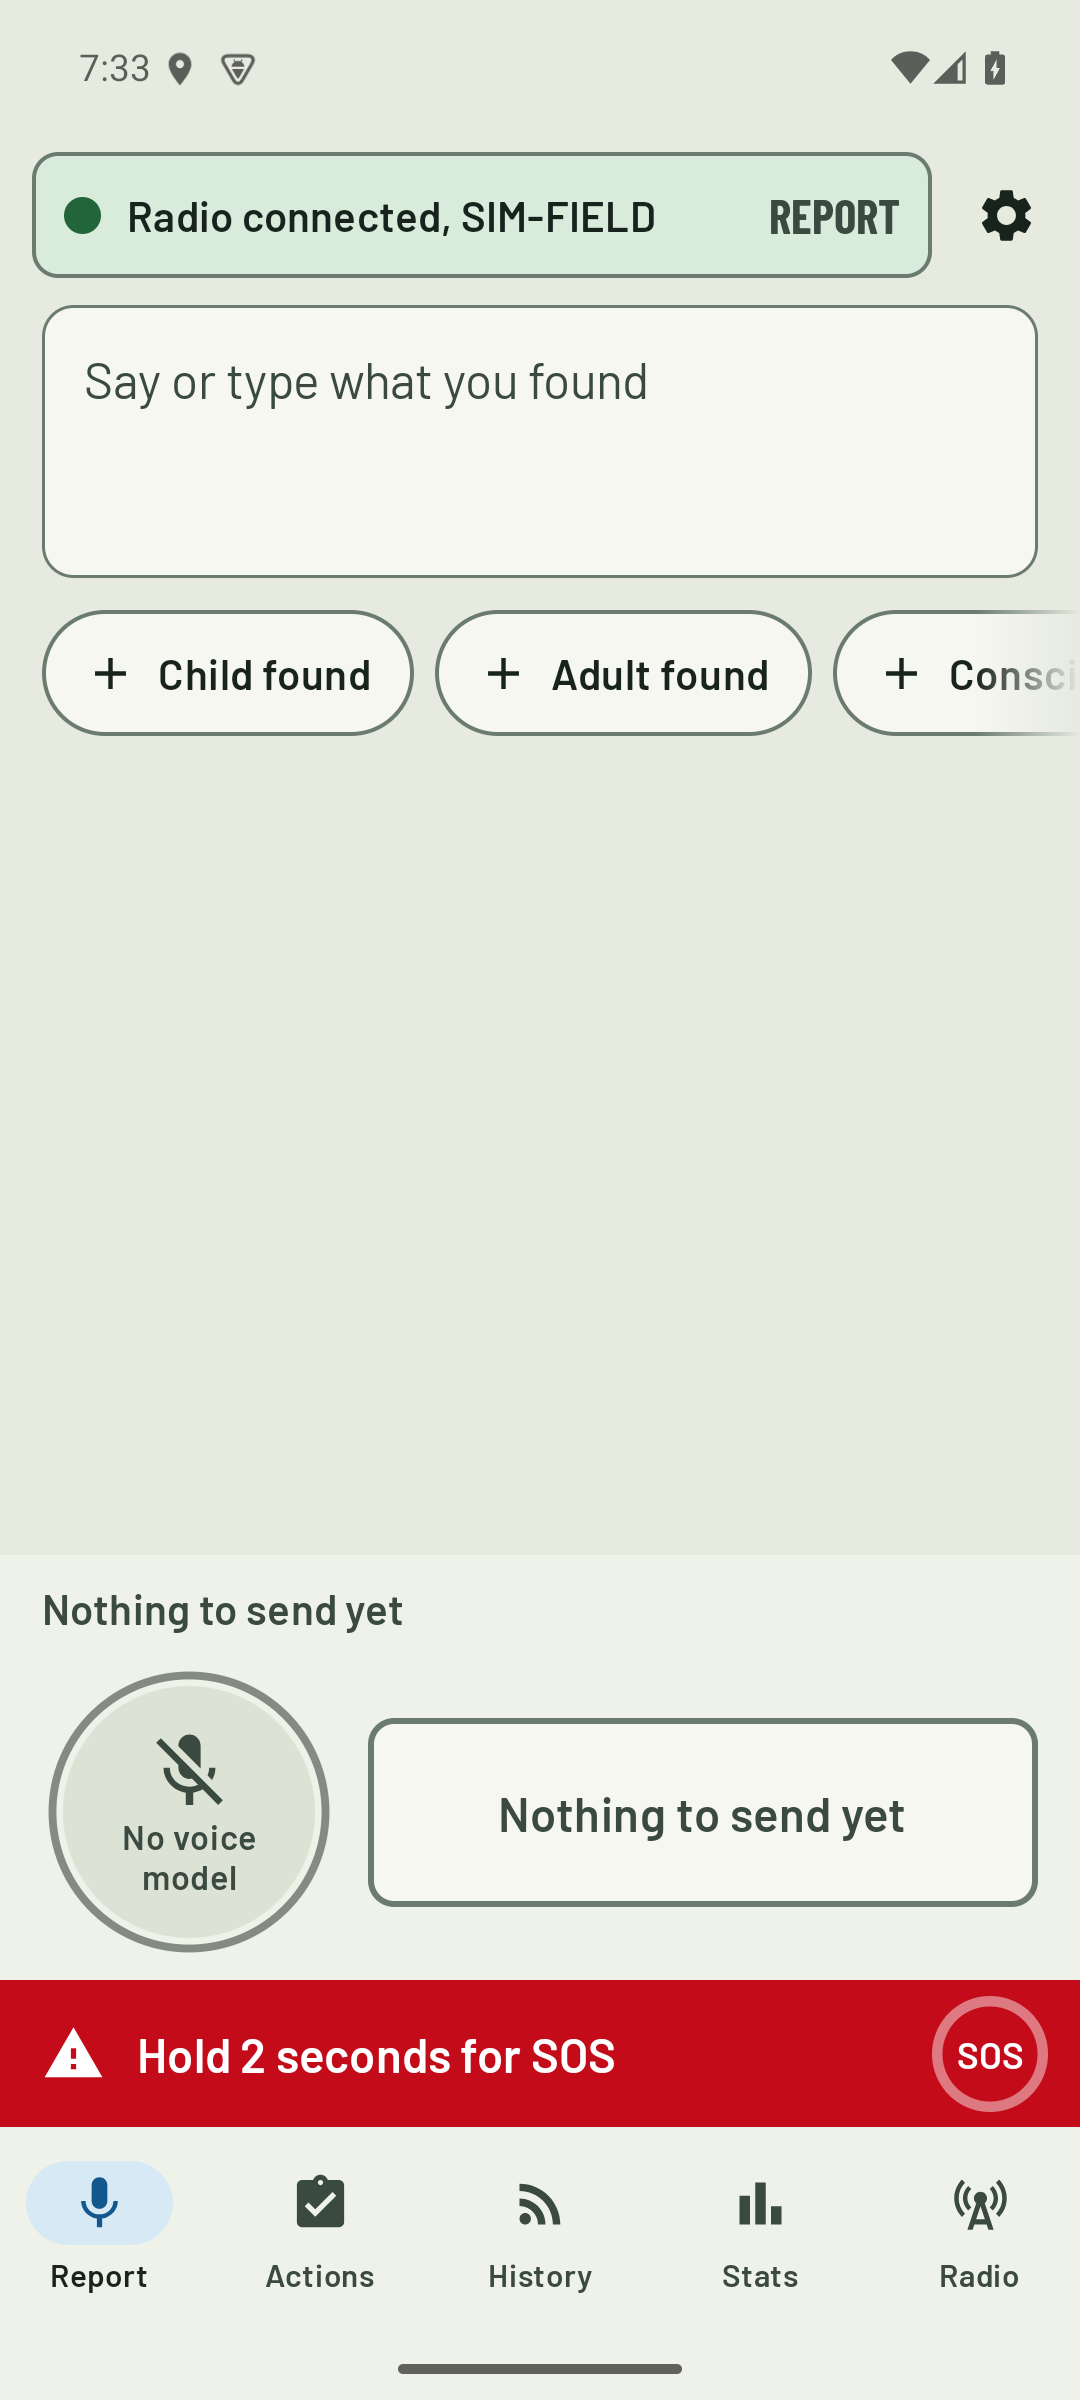 7:33
Radio connected, SIM-FIELD REPORT
Say or type what you found
Child found
Adult found
Consci
Nothing to send yet
No voice
model
Nothing to send yet
Hold 2 seconds for SOS
SOS
Report
Actions
History
Stats
Radio